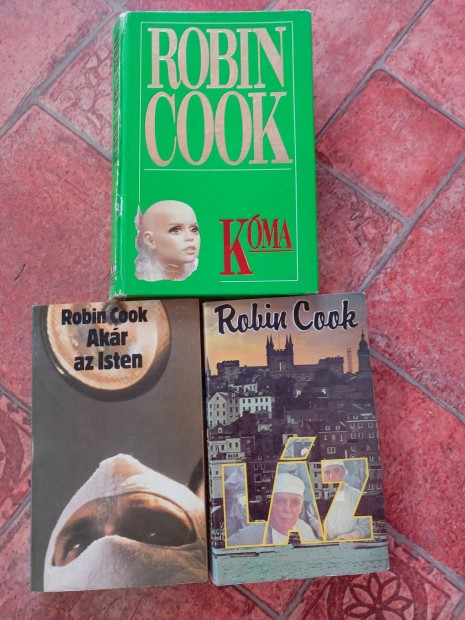 ROBIN
COOK
KÓMA
Robin Cook
Akár
az Isten
Robin Cook
LÁZ